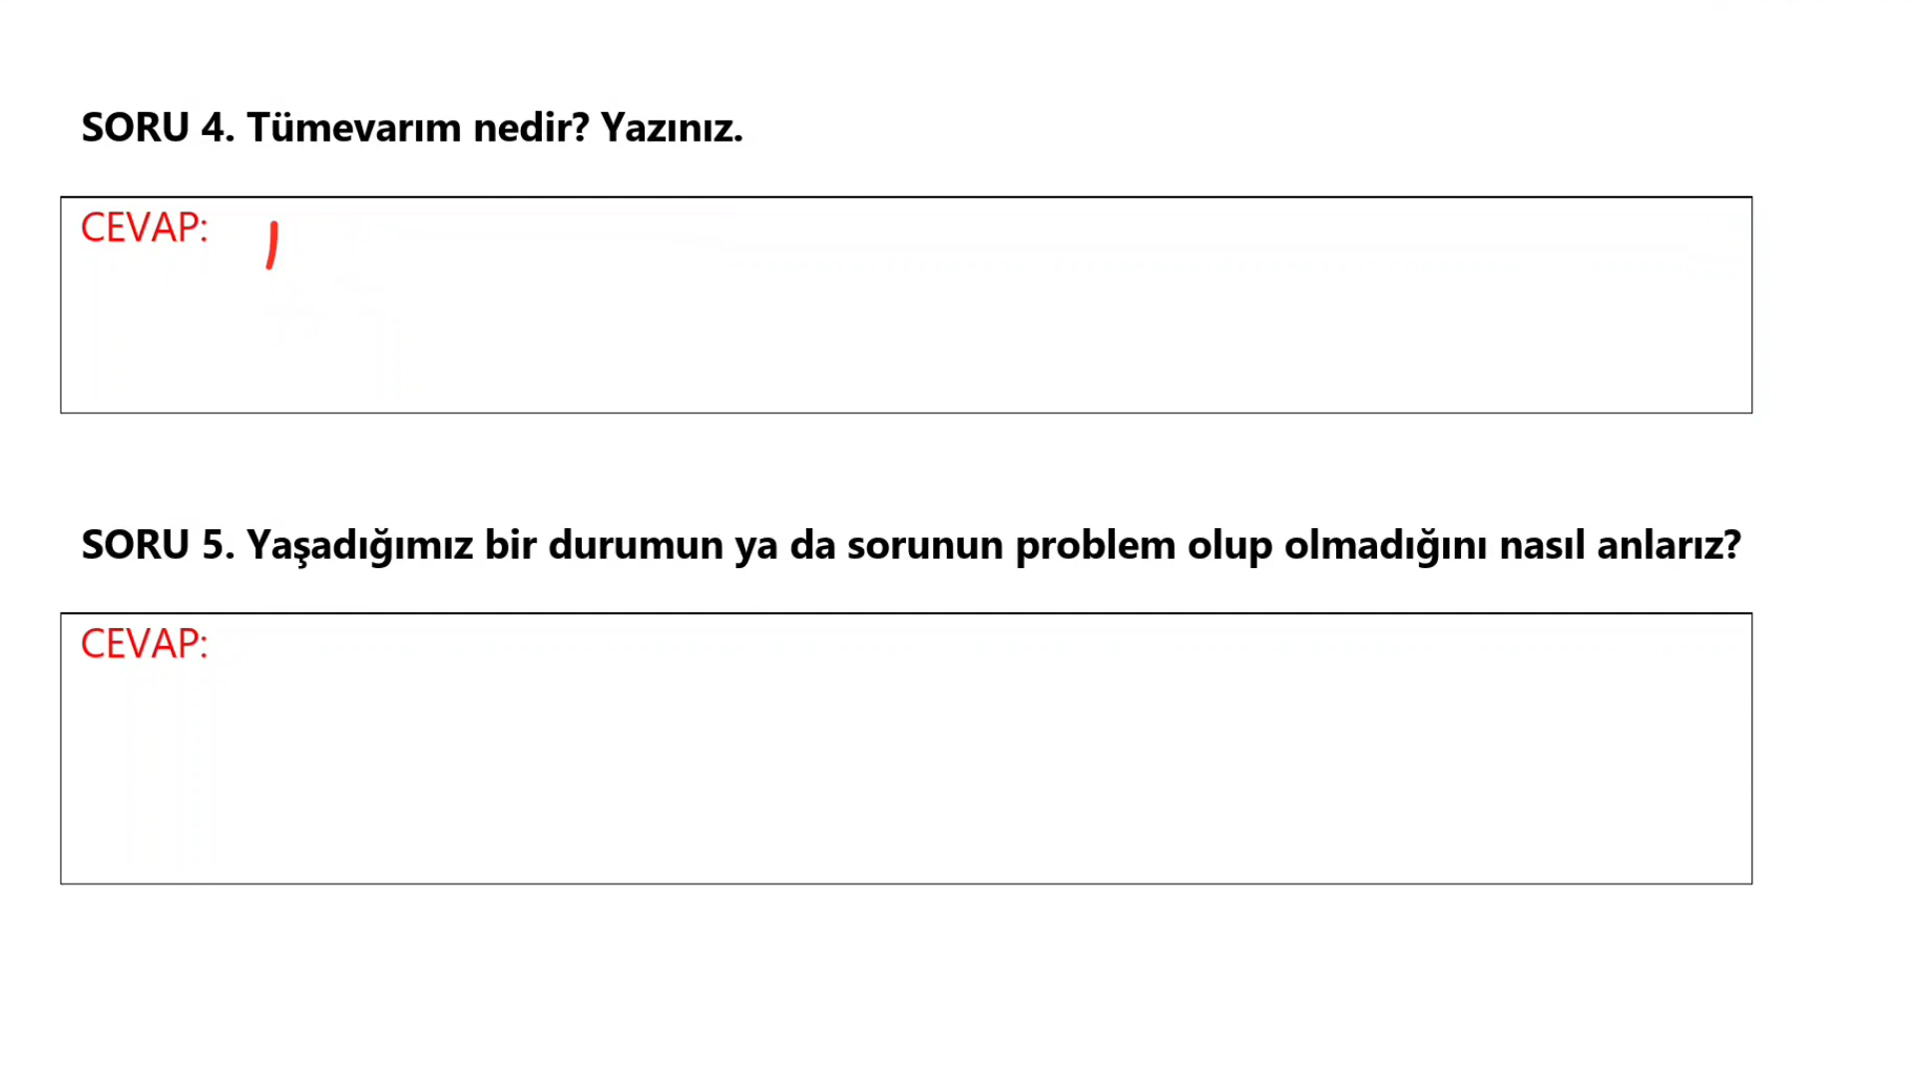 SORU 4. Tümevarım nedir? Yazınız.
CEVAP:
SORU 5. Yaşadığımız bir durumun ya da sorunun problem olup olmadığını nasıl anlarız?
CEVAP: